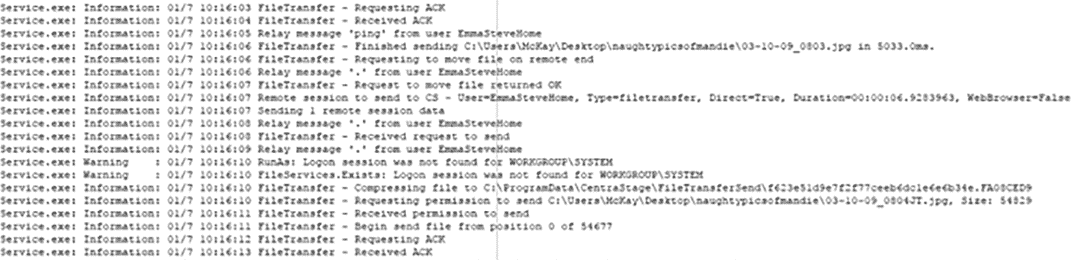 Service.exe: Information: 01/7 10:16:03 FileTransfer - Requesting ACK
Service.exe: Information: 01/7 10:16:04 FileTransfer - Received ACK
Service.exe: Information: 01/7 10:16:05 Relay message 'ping' from user EmmaSteveHome
Service.exe: Information: 01/7 10:16:06 FileTransfer - Finished sending C:\Users\McKay\Desktop\naughtypicsofmandie\03-10-09_0803.jpg in 5033.0ms.
Service.exe: Information: 01/7 10:16:06 FileTransfer - Requesting to move file on remote end
Service.exe: Information: 01/7 10:16:06 Relay message '.' from user EmmaSteveHome
Service.exe: Information: 01/7 10:16:07 FileTransfer - Request to move file returned OK
Service.exe: Information: 01/7 10:16:07 Remote session to send to CS - User=EmmaSteveHome, Type=filetransfer, Direct=True, Duration=00:00:06.9283963, WebBrowser=False
Service.exe: Information: 01/7 10:16:07 Sending 1 remote session data
Service.exe: Information: 01/7 10:16:08 Relay message '.' from user EmmaSteveHome
Service.exe: Information: 01/7 10:16:08 FileTransfer - Received request to send
Service.exe: Information: 01/7 10:16:09 Relay message '.' from user EmmaSteveHome
Service.exe: Warning    : 01/7 10:16:10 RunAs: Logon session was not found for WORKGROUP\SYSTEM
Service.exe: Warning    : 01/7 10:16:10 FileServices.Exists: Logon session was not found for WORKGROUP\SYSTEM
Service.exe: Information: 01/7 10:16:10 FileTransfer - Compressing file to C:\ProgramData\CentraStage\FileTransferSend\f623e51d9e7f2f77ceeb6dc1e6e6b34e.FA08CED9
Service.exe: Information: 01/7 10:16:10 FileTransfer - Requesting permission to send C:\Users\McKay\Desktop\naughtypicsofmandie\03-10-09_0804JT.jpg, Size: 54829
Service.exe: Information: 01/7 10:16:11 FileTransfer - Received permission to send
Service.exe: Information: 01/7 10:16:11 FileTransfer - Begin send file from position 0 of 54677
Service.exe: Information: 01/7 10:16:12 FileTransfer - Requesting ACK
Service.exe: Information: 01/7 10:16:13 FileTransfer - Received ACK